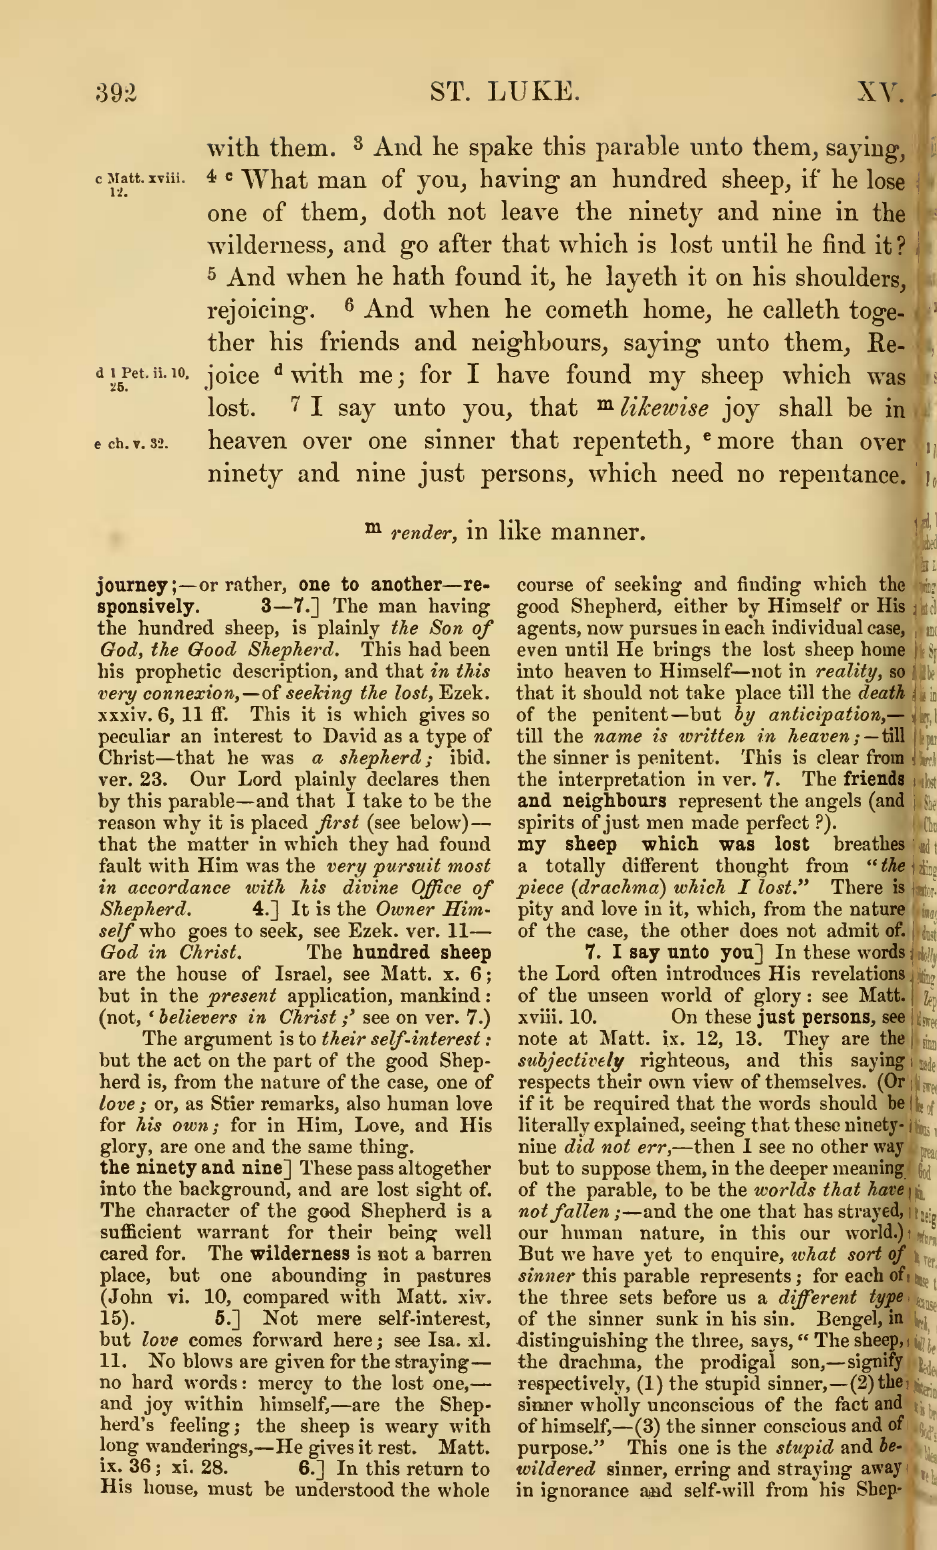 392 ST. LUKE. XV.
with them. 3 And he spake this parable unto them, saying,
c Matt. xviii. 12.
4 c What man of you, having an hundred sheep, if he lose
one of them, doth not leave the ninety and nine in the
wilderness, and go after that which is lost until he find it?
5 And when he hath found it, he layeth it on his shoulders,
rejoicing. 6 And when he cometh home, he calleth toge-
ther his friends and neighbours, saying unto them, Re-
d 1 Pet. ii. 10, 25.
joice d with me; for I have found my sheep which was
lost. 7 I say unto you, that m likewise joy shall be in
e ch. v. 32.
heaven over one sinner that repenteth, e more than over
ninety and nine just persons, which need no repentance.
m render, in like manner.
journey;—or rather, one to another—re-
sponsively. 3—7.] The man having
the hundred sheep, is plainly the Son of
God, the Good Shepherd. This had been
his prophetic description, and that in this
very connexion,—of seeking the lost, Ezek.
xxxiv. 6, 11 ff. This it is which gives so
peculiar an interest to David as a type of
Christ—that he was a shepherd; ibid.
ver. 23. Our Lord plainly declares then
by this parable—and that I take to be the
reason why it is placed first (see below)—
that the matter in which they had found
fault with Him was the very pursuit most
in accordance with his divine Office of
Shepherd. 4.] It is the Owner Him-
self who goes to seek, see Ezek. ver. 11—
God in Christ. The hundred sheep
are the house of Israel, see Matt. x. 6;
but in the present application, mankind:
(not, ‘believers in Christ;’ see on ver. 7.)
The argument is to their self-interest:
but the act on the part of the good Shep-
herd is, from the nature of the case, one of
love; or, as Stier remarks, also human love
for his own; for in Him, Love, and His
glory, are one and the same thing.
the ninety and nine] These pass altogether
into the background, and are lost sight of.
The character of the good Shepherd is a
sufficient warrant for their being well
cared for. The wilderness is not a barren
place, but one abounding in pastures
(John vi. 10, compared with Matt. xiv.
15). 5.] Not mere self-interest,
but love comes forward here; see Isa. xl.
11. No blows are given for the straying—
no hard words: mercy to the lost one,—
and joy within himself,—are the Shep-
herd's feeling; the sheep is weary with
long wanderings,—He gives it rest. Matt.
ix. 36; xi. 28. 6.] In this return to
His house, must be understood the whole
course of seeking and finding which the
good Shepherd, either by Himself or His
agents, now pursues in each individual case,
even until He brings the lost sheep home
into heaven to Himself—not in reality, so
that it should not take place till the death
of the penitent—but by anticipation,—
till the name is written in heaven;—till
the sinner is penitent. This is clear from
the interpretation in ver. 7. The friends
and neighbours represent the angels (and
spirits of just men made perfect ?).
my sheep which was lost breathes
a totally different thought from “the
piece (drachma) which I lost.” There is
pity and love in it, which, from the nature
of the case, the other does not admit of.
7. I say unto you] In these words
the Lord often introduces His revelations
of the unseen world of glory: see Matt.
xviii. 10. On these just persons, see
note at Matt. ix. 12, 13. They are the
subjectively righteous, and this saying
respects their own view of themselves. (Or
if it be required that the words should be
literally explained, seeing that these ninety-
nine did not err,—then I see no other way
but to suppose them, in the deeper meaning
of the parable, to be the worlds that have
not fallen;—and the one that has strayed,
our human nature, in this our world.)
But we have yet to enquire, what sort of
sinner this parable represents; for each of
the three sets before us a different type
of the sinner sunk in his sin. Bengel, in
distinguishing the three, says, “The sheep,
the drachma, the prodigal son,—signify
respectively, (1) the stupid sinner,—(2) the
sinner wholly unconscious of the fact and
of himself,—(3) the sinner conscious and of
purpose.” This one is the stupid and be-
wildered sinner, erring and straying away
in ignorance and self-will from his Shep-